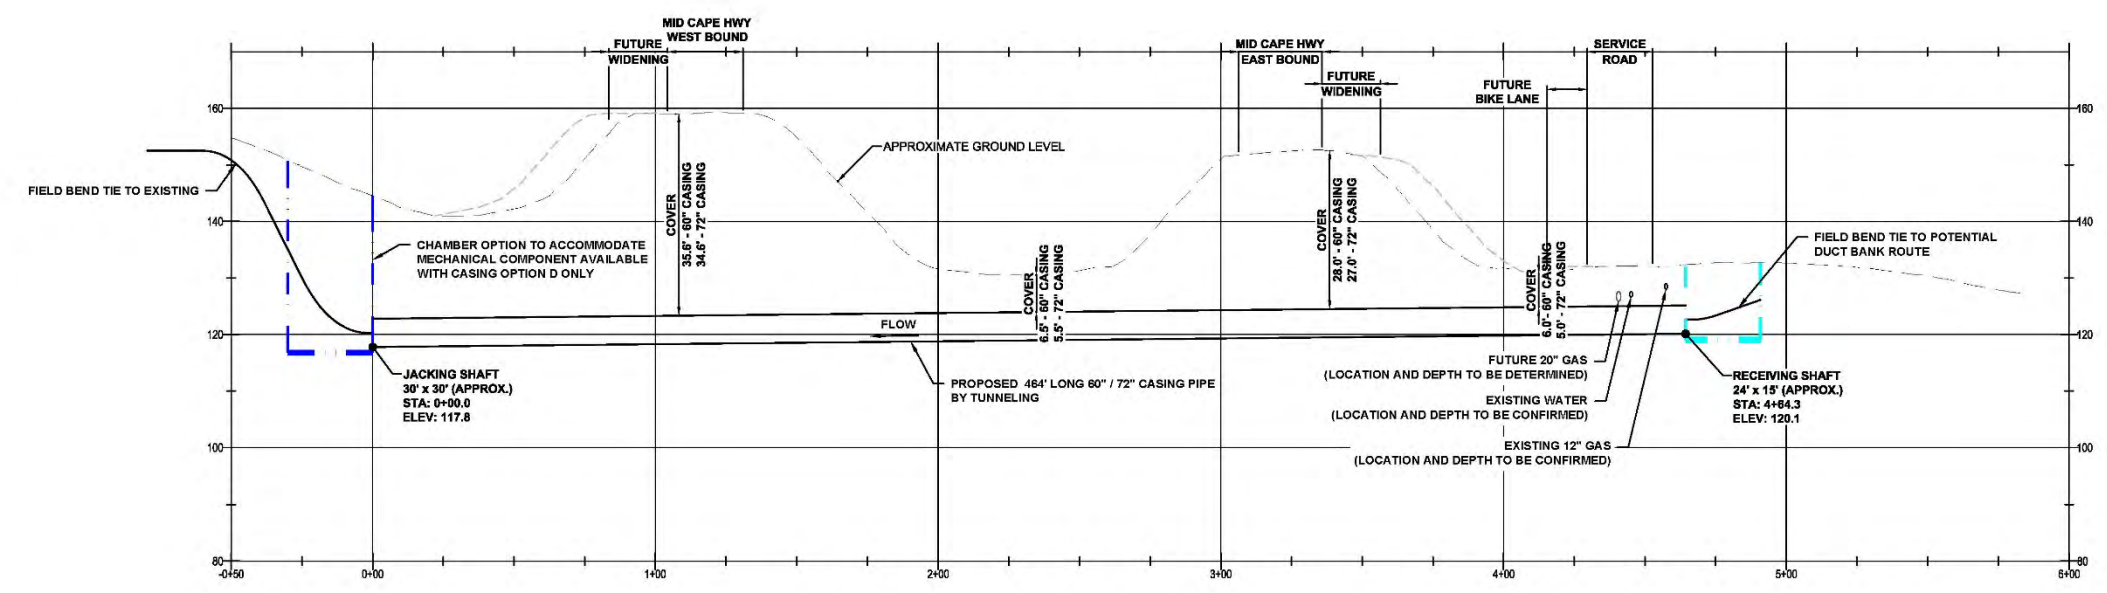 MID CAPE HWY
WEST BOUND
FUTURE
WIDENING
MID CAPE HWY
EAST BOUND
FUTURE
WIDENING
SERVICE
ROAD
FUTURE
BIKE LANE
160
160
APPROXIMATE GROUND LEVEL
FIELD BEND TIE TO EXISTING
COVER
35.6' - 60" CASING
34.6' - 72" CASING
COVER
28.0' - 60" CASING
27.0' - 72" CASING
140
140
CHAMBER OPTION TO ACCOMMODATE
MECHANICAL COMPONENT AVAILABLE
WITH CASING OPTION D ONLY
FIELD BEND TIE TO POTENTIAL
DUCT BANK ROUTE
COVER
6.5' - 60" CASING
5.5' - 72" CASING
COVER
6.0' - 60" CASING
5.0' - 72" CASING
FLOW
120
120
JACKING SHAFT
30' x 30' (APPROX.)
STA: 0+00.0
ELEV: 117.8
PROPOSED 464' LONG 60" / 72" CASING PIPE
BY TUNNELING
FUTURE 20" GAS
(LOCATION AND DEPTH TO BE DETERMINED)
EXISTING WATER
(LOCATION AND DEPTH TO BE CONFIRMED)
EXISTING 12" GAS
(LOCATION AND DEPTH TO BE CONFIRMED)
RECEIVING SHAFT
24' x 15' (APPROX.)
STA: 4+64.3
ELEV: 120.1
100
100
80
80
-0+50
0+00
1+00
2+00
3+00
4+00
5+00
6+00